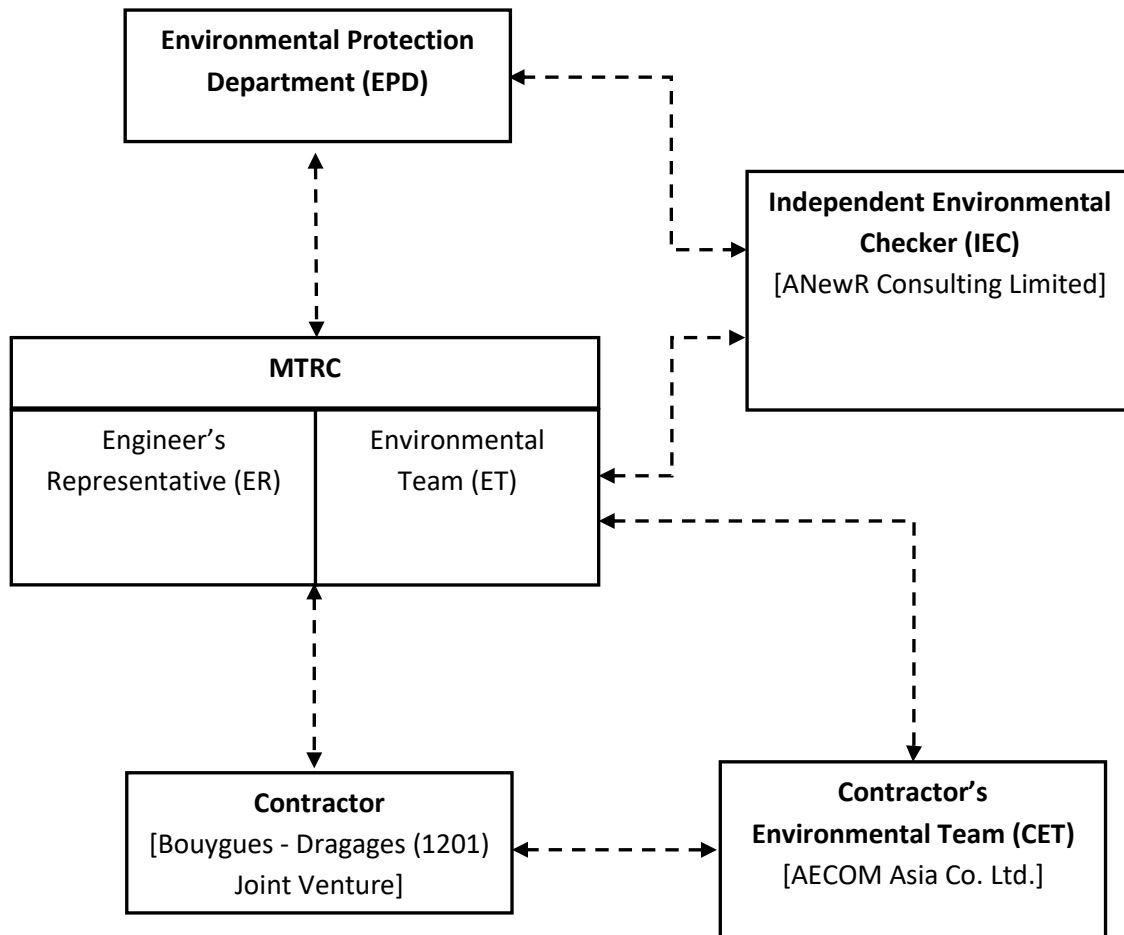 Environmental Protection
Department (EPD)
Independent Environmental
Checker (IEC)
[ANewR Consulting Limited]
MTRC
Engineer’s
Representative (ER)
Environmental
Team (ET)
Contractor
[Bouygues - Dragages (1201)
Joint Venture]
Contractor’s
Environmental Team (CET)
[AECOM Asia Co. Ltd.]